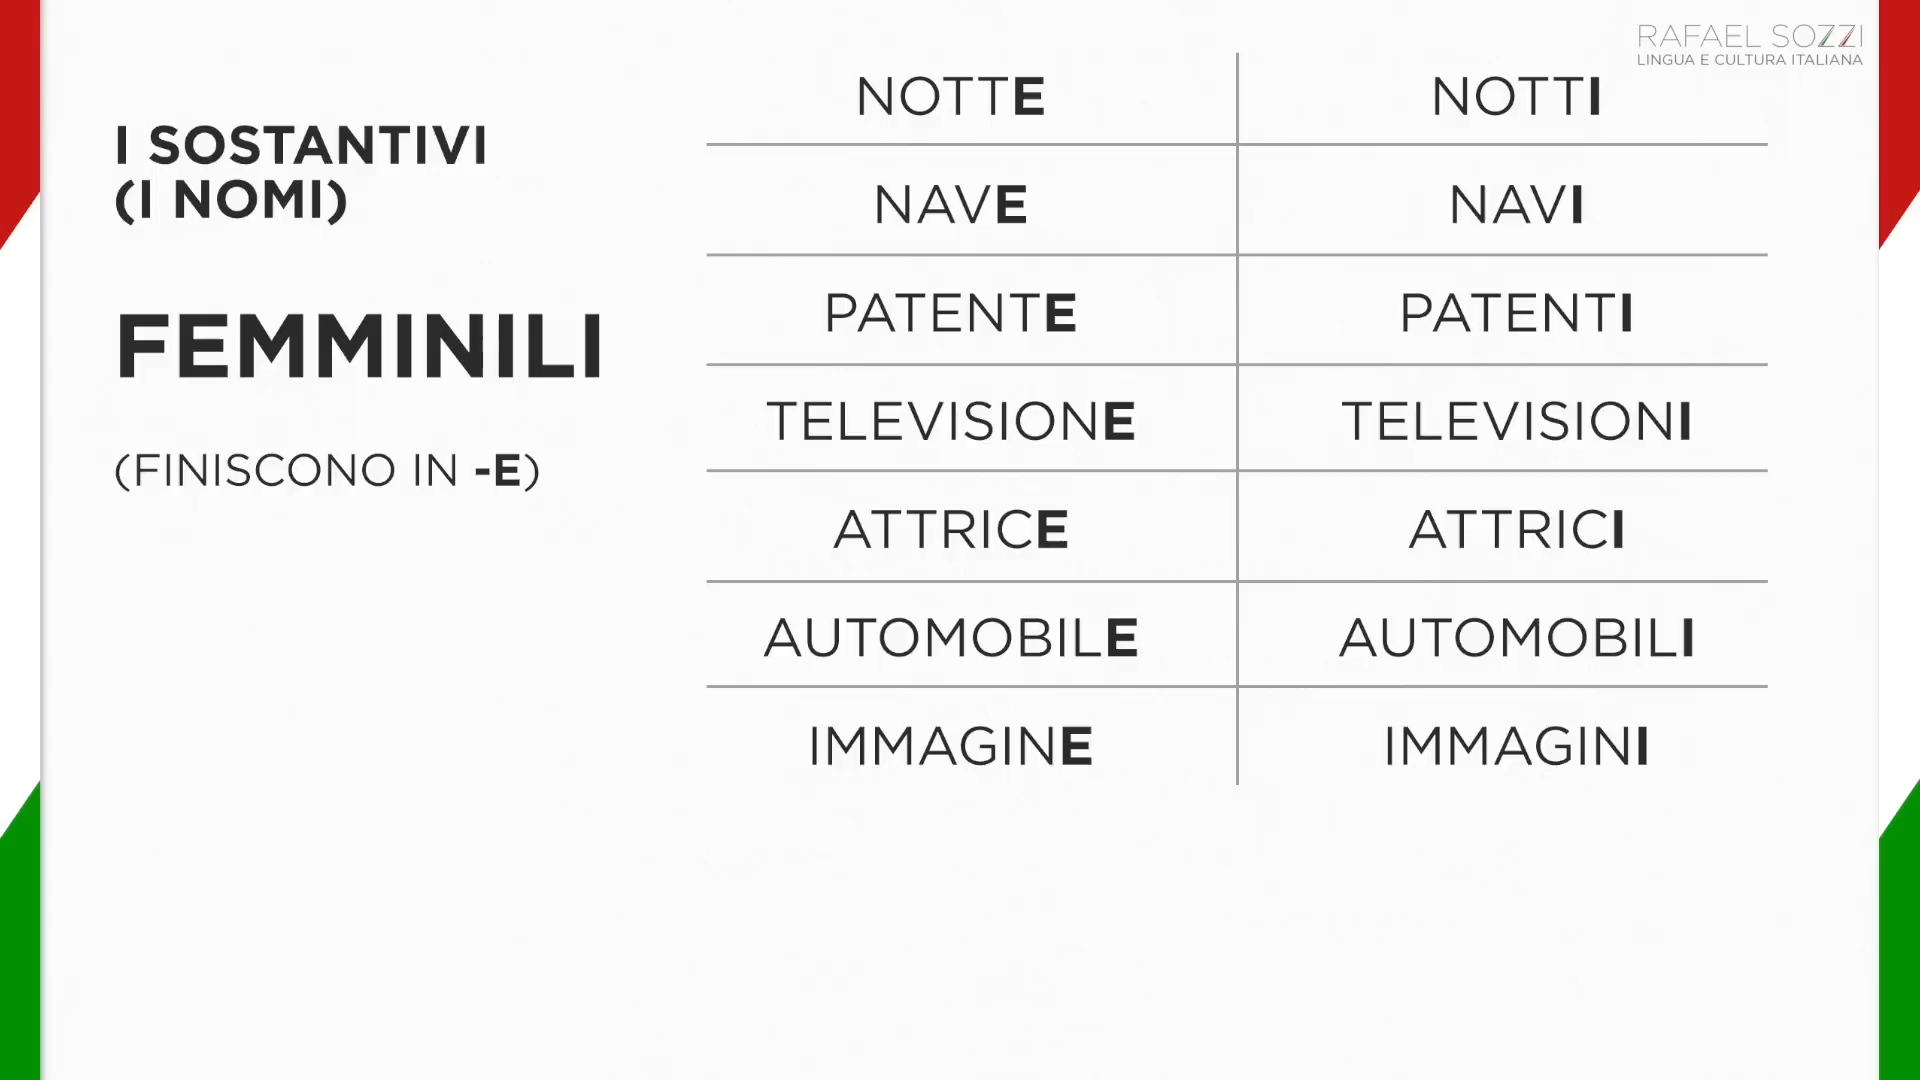 RAFAEL SOZZI
LINGUA E CULTURA ITALIANA
I SOSTANTIVI
(I NOMI)
FEMMINILI
(FINISCONO IN -E)
NOTTE NOTTI
NAVE NAVI
PATENTE PATENTI
TELEVISIONE TELEVISIONI
ATTRICE ATTRICI
AUTOMOBILE AUTOMOBILI
IMMAGINE IMMAGINI